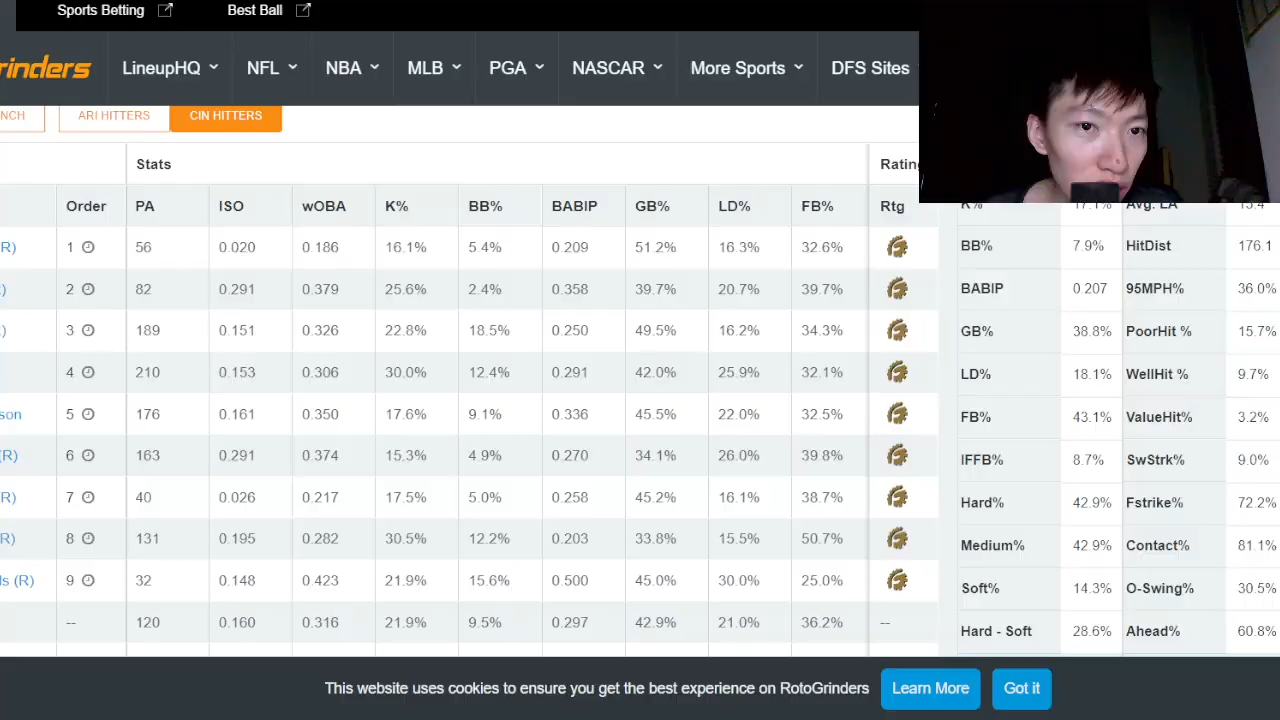 Sports Betting Best Ball
rinders LineupHQ NFL NBA MLB PGA NASCAR More Sports DFS Sites
NCH ARI HITTERS CIN HITTERS
Stats Rating
Order PA ISO wOBA K% BB% BABIP GB% LD% FB% Rtg
R) 1 56 0.020 0.186 16.1% 5.4% 0.209 51.2% 16.3% 32.6%
) 2 82 0.291 0.379 25.6% 2.4% 0.358 39.7% 20.7% 39.7%
) 3 189 0.151 0.326 22.8% 18.5% 0.250 49.5% 16.2% 34.3%
4 210 0.153 0.306 30.0% 12.4% 0.291 42.0% 25.9% 32.1%
son 5 176 0.161 0.350 17.6% 9.1% 0.336 45.5% 22.0% 32.5%
(R) 6 163 0.291 0.374 15.3% 4.9% 0.270 34.1% 26.0% 39.8%
R) 7 40 0.026 0.217 17.5% 5.0% 0.258 45.2% 16.1% 38.7%
R) 8 131 0.195 0.282 30.5% 12.2% 0.203 33.8% 15.5% 50.7%
ls (R) 9 32 0.148 0.423 21.9% 15.6% 0.500 45.0% 30.0% 25.0%
-- 120 0.160 0.316 21.9% 9.5% 0.297 42.9% 21.0% 36.2% --
K% 17.1% Avg. LA 15.4
BB% 7.9% HitDist 176.1
BABIP 0.207 95MPH% 36.0%
GB% 38.8% PoorHit % 15.7%
LD% 18.1% WellHit % 9.7%
FB% 43.1% ValueHit% 3.2%
IFFB% 8.7% SwStrk% 9.0%
Hard% 42.9% Fstrike% 72.2%
Medium% 42.9% Contact% 81.1%
Soft% 14.3% O-Swing% 30.5%
Hard - Soft 28.6% Ahead% 60.8%
This website uses cookies to ensure you get the best experience on RotoGrinders Learn More Got it